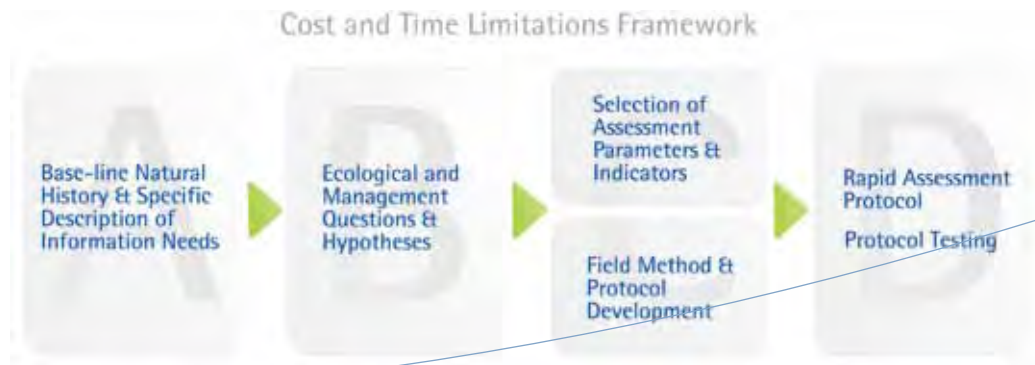 Cost and Time Limitations Framework
A
Base-line Natural
History & Specific
Description of
Information Needs
B
Ecological and
Management
Questions &
Hypotheses
C
Selection of
Assessment
Parameters &
Indicators
Field Method &
Protocol
Development
D
Rapid Assessment
Protocol
Protocol Testing